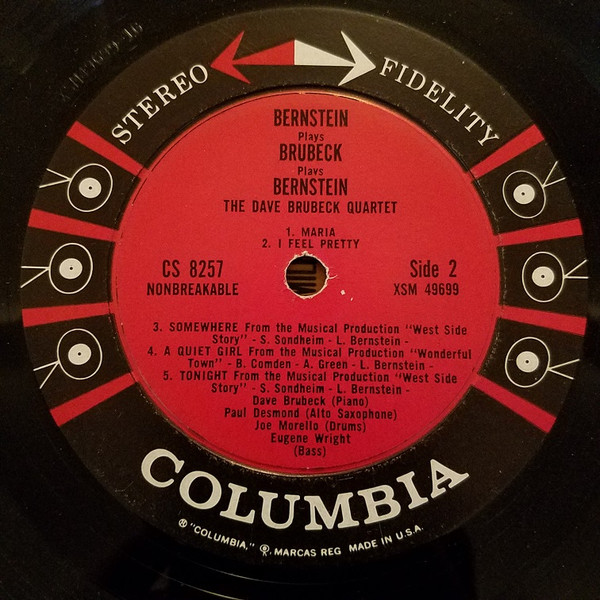 STEREO FIDELITY
BERNSTEIN
Plays
BRUBECK
Plays
BERNSTEIN
THE DAVE BRUBECK QUARTET
1. MARIA
2. I FEEL PRETTY
CS 8257
NONBREAKABLE
Side 2
XSM 49699
3. SOMEWHERE From the Musical Production "West Side
Story" - S. Sondheim - L. Bernstein -
4. A QUIET GIRL From the Musical Production "Wonderful
Town" - B. Comden - A. Green - L. Bernstein -
5. TONIGHT From the Musical Production "West Side
Story" - S. Sondheim - L. Bernstein -
Dave Brubeck (Piano)
Paul Desmond (Alto Saxophone)
Joe Morello (Drums)
Eugene Wright
(Bass)
COLUMBIA
® "COLUMBIA," ® MARCAS REG MADE IN U.S.A.